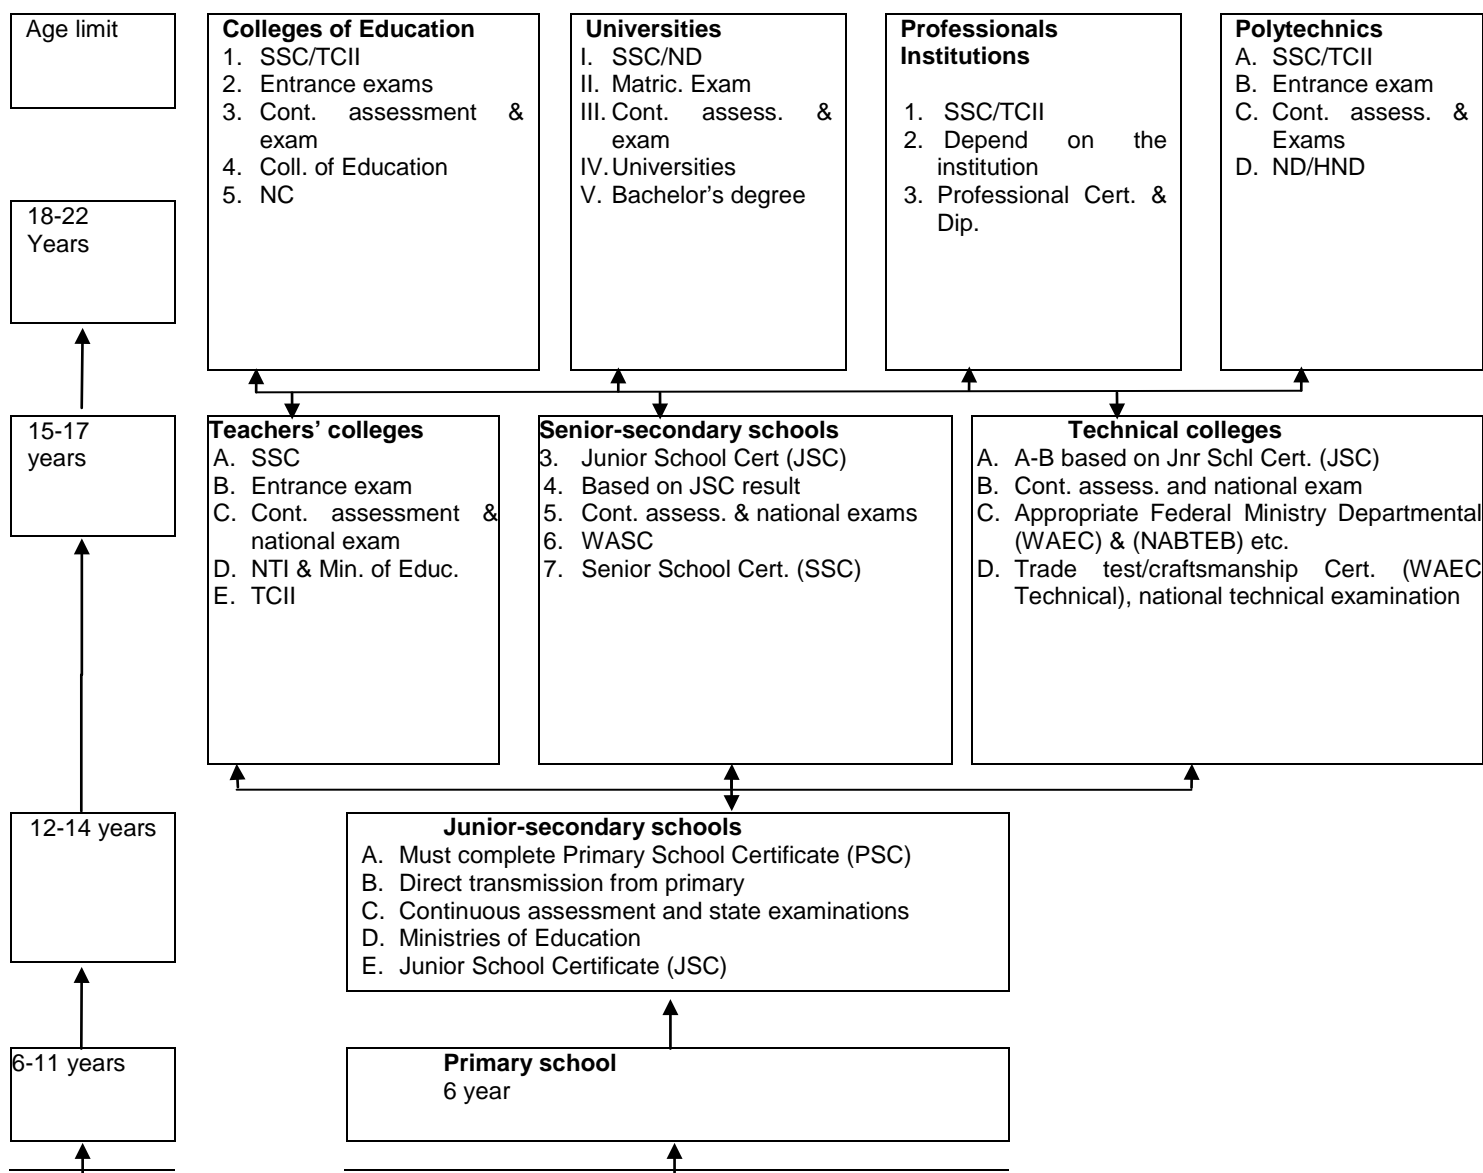 Age limit
Colleges of Education
1. SSC/TCII
2. Entrance exams
3. Cont. assessment &
exam
4. Coll. of Education
5. NC
Universities
I. SSC/ND
II. Matric. Exam
III. Cont. assess. &
exam
IV. Universities
V. Bachelor's degree
Professionals
Institutions
1. SSC/TCII
2. Depend on the
institution
3. Professional Cert. &
Dip.
Polytechnics
A. SSC/TCII
B. Entrance exam
C. Cont. assess. &
Exams
D. ND/HND
18-22
Years
15-17
years
Teachers' colleges
A. SSC
B. Entrance exam
C. Cont. assessment &
national exam
D. NTI & Min. of Educ.
E. TCII
Senior-secondary schools
3. Junior School Cert (JSC)
4. Based on JSC result
5. Cont. assess. & national exams
6. WASC
7. Senior School Cert. (SSC)
Technical colleges
A. A-B based on Jnr Schl Cert. (JSC)
B. Cont. assess. and national exam
C. Appropriate Federal Ministry Departmental
(WAEC) & (NABTEB) etc.
D. Trade test/craftsmanship Cert. (WAEC
Technical), national technical examination
12-14 years
Junior-secondary schools
A. Must complete Primary School Certificate (PSC)
B. Direct transmission from primary
C. Continuous assessment and state examinations
D. Ministries of Education
E. Junior School Certificate (JSC)
6-11 years
Primary school
6 year